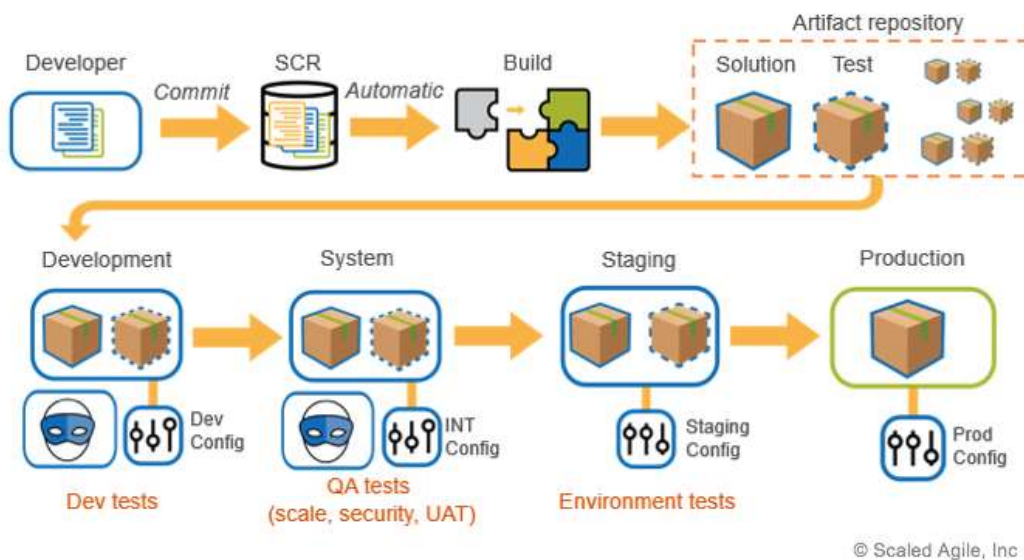 Artifact repository
Developer
SCR
Build
Solution
Test
Commit
Automatic
Development
System
Staging
Production
Dev
Config
INT
Config
Staging
Config
Prod
Config
Dev tests
QA tests
(scale, security, UAT)
Environment tests
© Scaled Agile, Inc